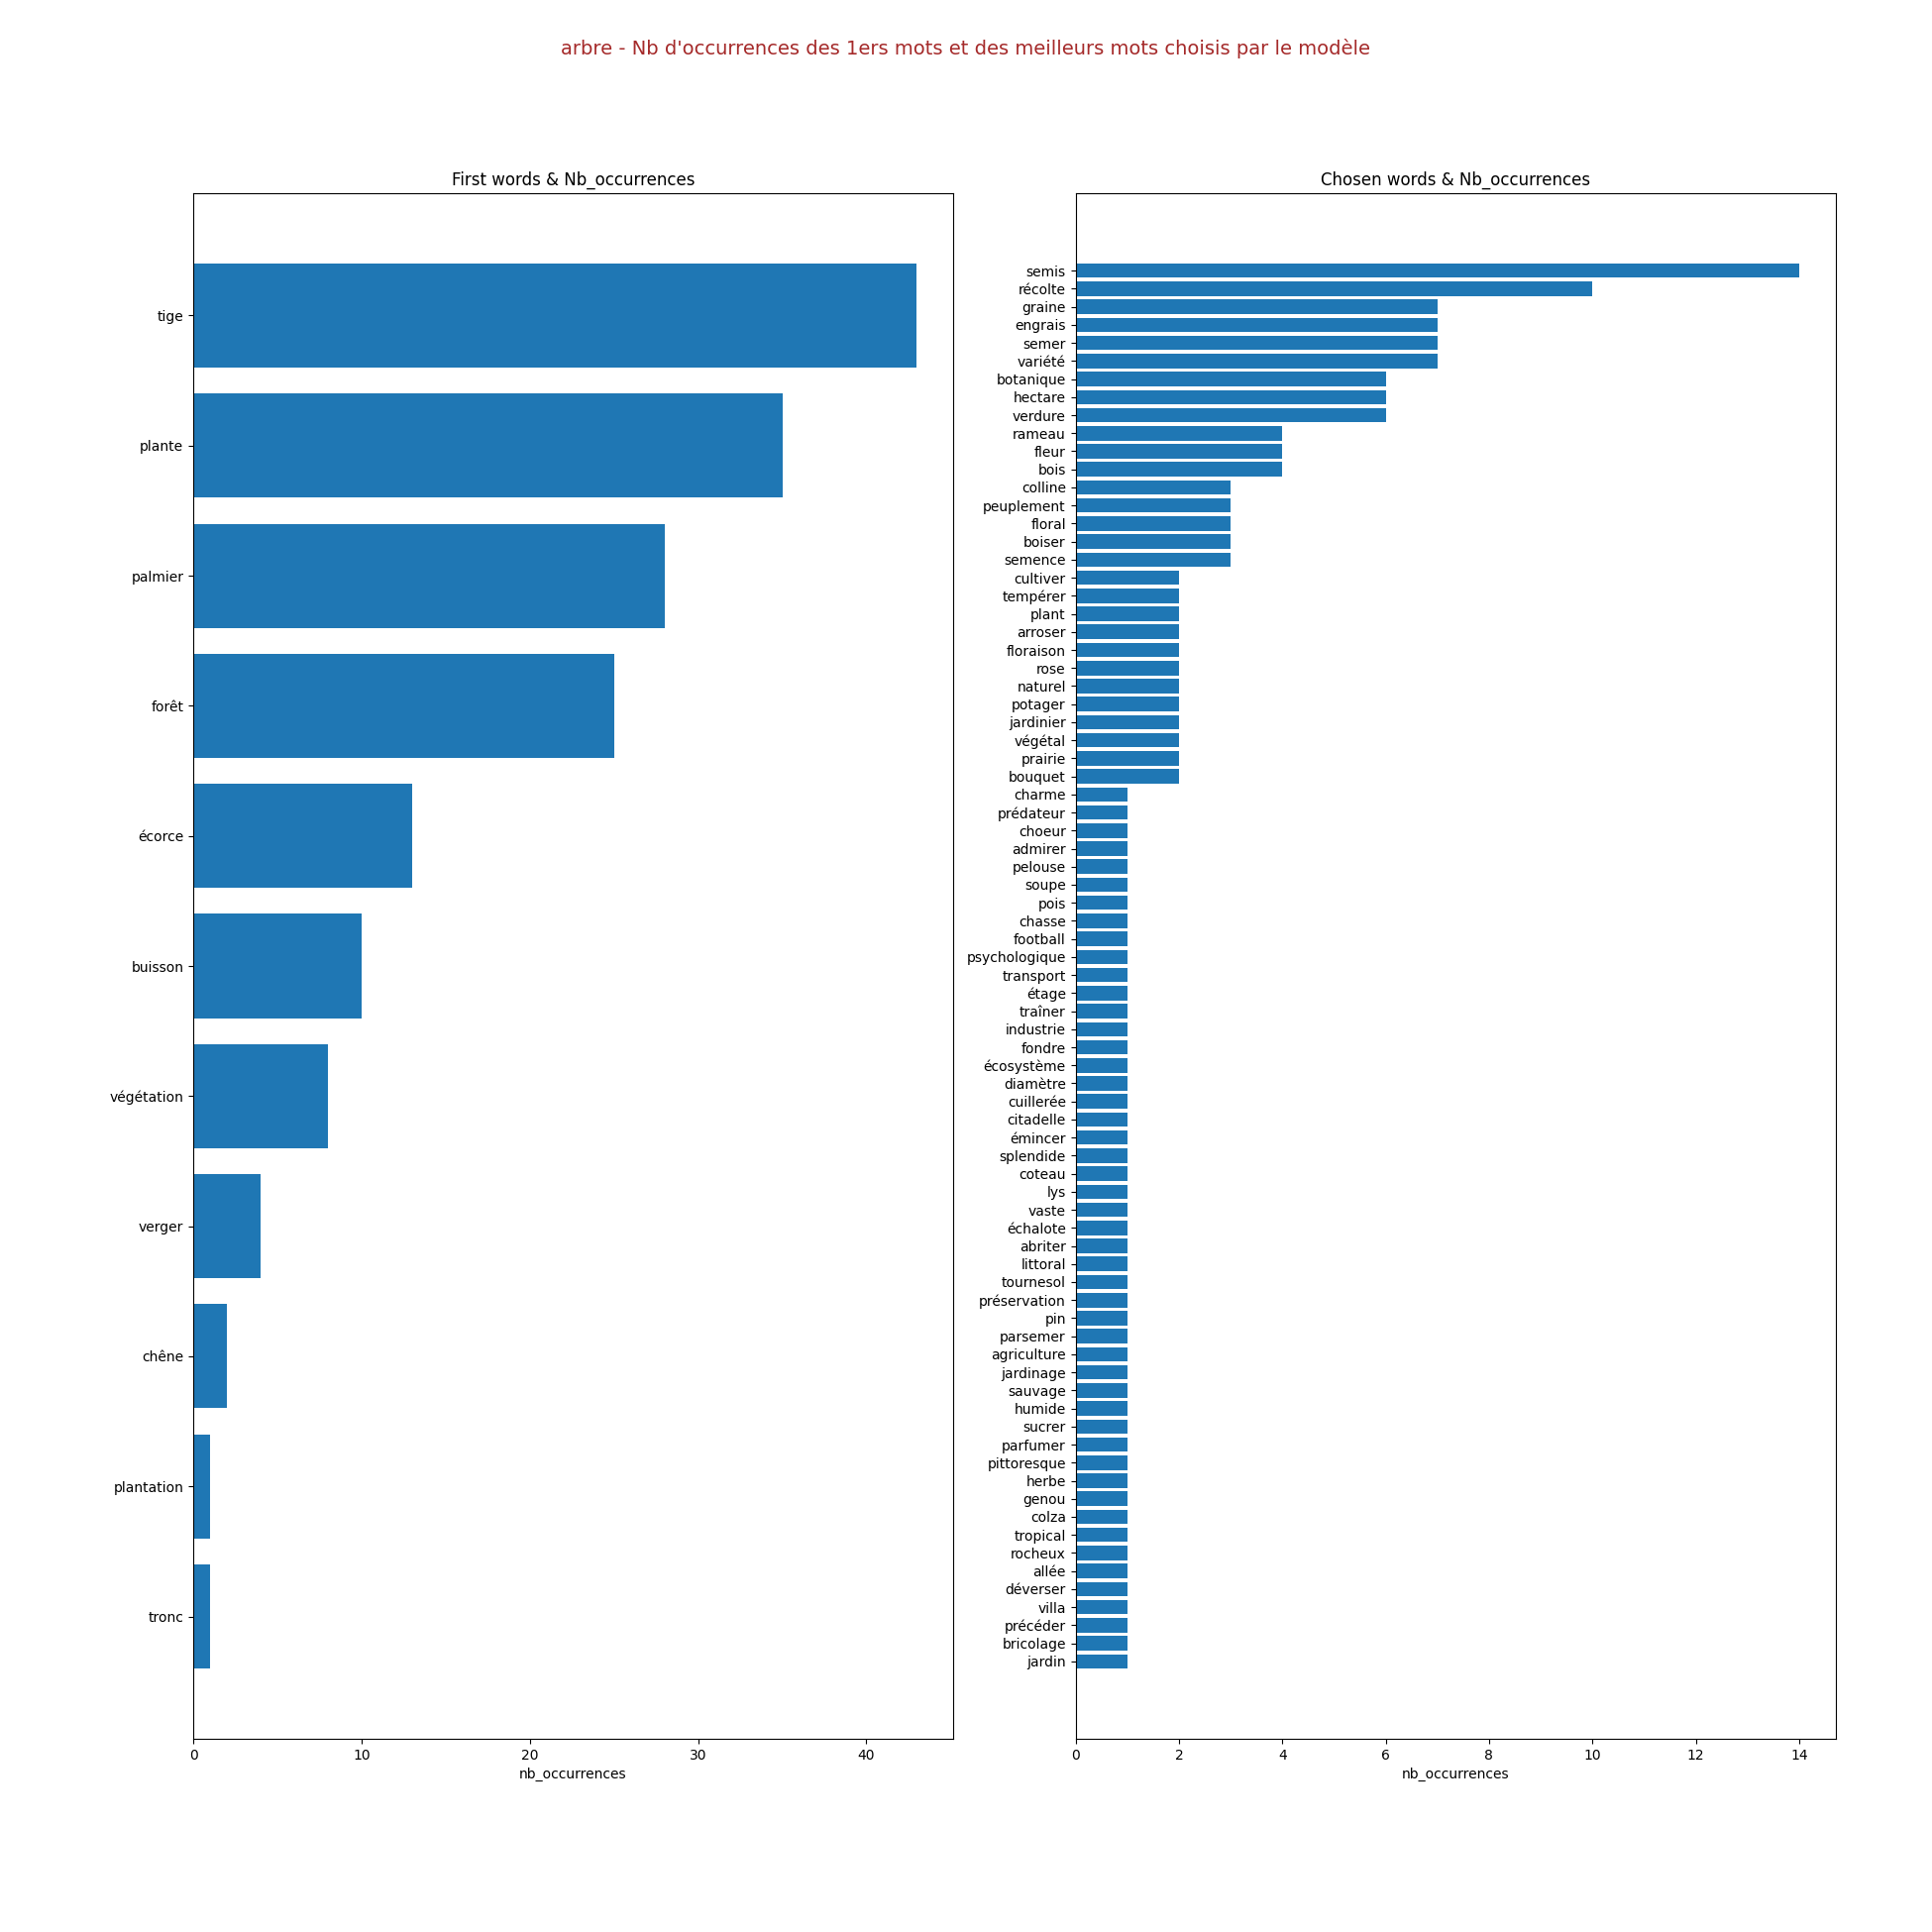 arbre - Nb d'occurrences des 1ers mots et des meilleurs mots choisis par le modèle
First words & Nb_occurrences
tige
plante
palmier
forêt
écorce
buisson
végétation
verger
chêne
plantation
tronc
0 10 20 30 40
nb_occurrences
Chosen words & Nb_occurrences
semis
récolte
graine
engrais
semer
variété
botanique
hectare
verdure
rameau
fleur
bois
colline
peuplement
floral
boiser
semence
cultiver
tempérer
plant
arroser
floraison
rose
naturel
potager
jardinier
végétal
prairie
bouquet
charme
prédateur
choeur
admirer
pelouse
soupe
pois
chasse
football
psychologique
transport
étage
traîner
industrie
fondre
écosystème
diamètre
cuillerée
citadelle
émincer
splendide
coteau
lys
vaste
échalote
abriter
littoral
tournesol
préservation
pin
parsemer
agriculture
jardinage
sauvage
humide
sucrer
parfumer
pittoresque
herbe
genou
colza
tropical
rocheux
allée
déverser
villa
précéder
bricolage
jardin
0 2 4 6 8 10 12 14
nb_occurrences